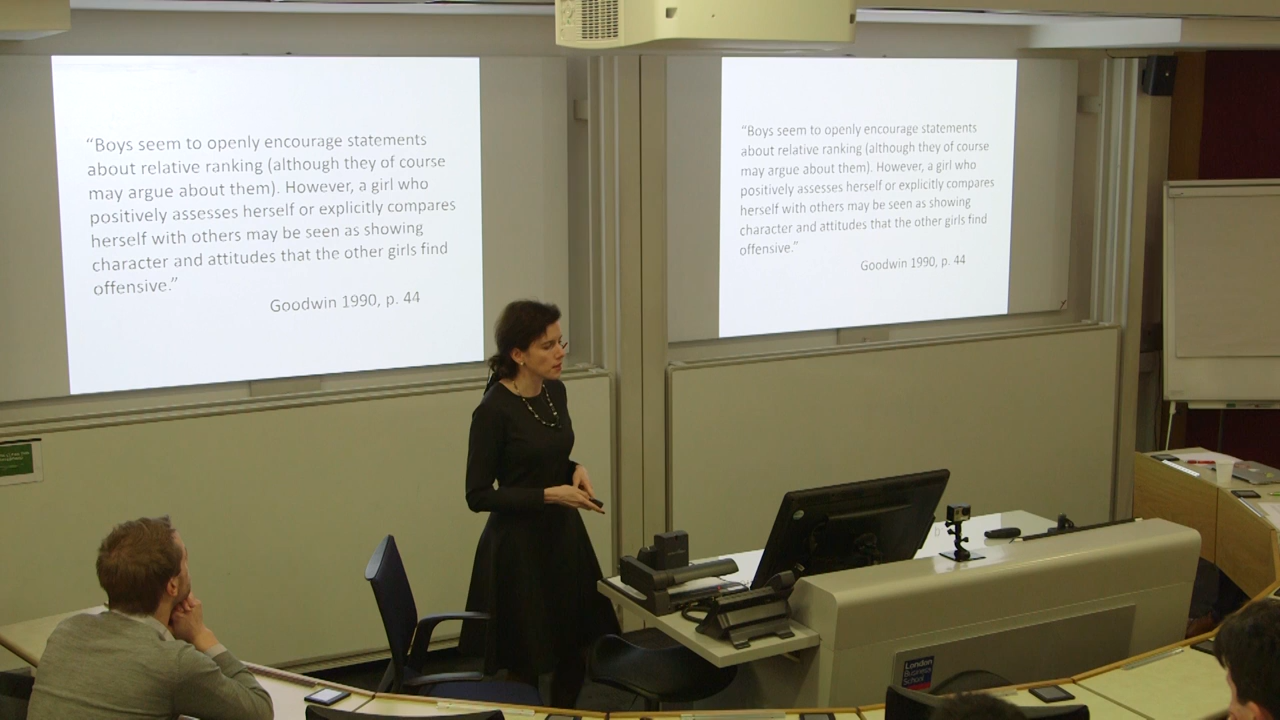 “Boys seem to openly encourage statements
about relative ranking (although they of course
may argue about them). However, a girl who
positively assesses herself or explicitly compares
herself with others may be seen as showing
character and attitudes that the other girls find
offensive.”
Goodwin 1990, p. 44
“Boys seem to openly encourage statements
about relative ranking (although they of course
may argue about them). However, a girl who
positively assesses herself or explicitly compares
herself with others may be seen as showing
character and attitudes that the other girls find
offensive.”
Goodwin 1990, p. 44
London
Business
School